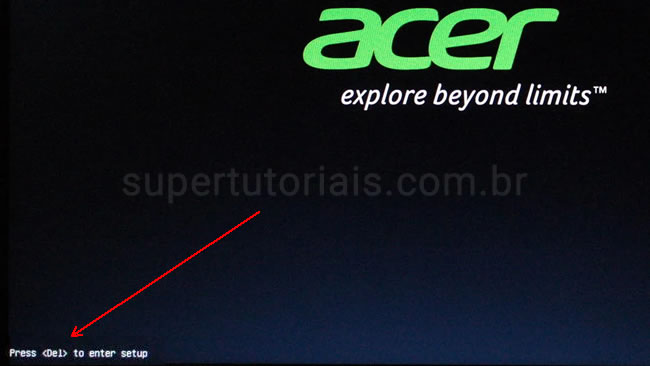 acer
explore beyond limits™
supertutoriais.com.br
Press <Del> to enter setup